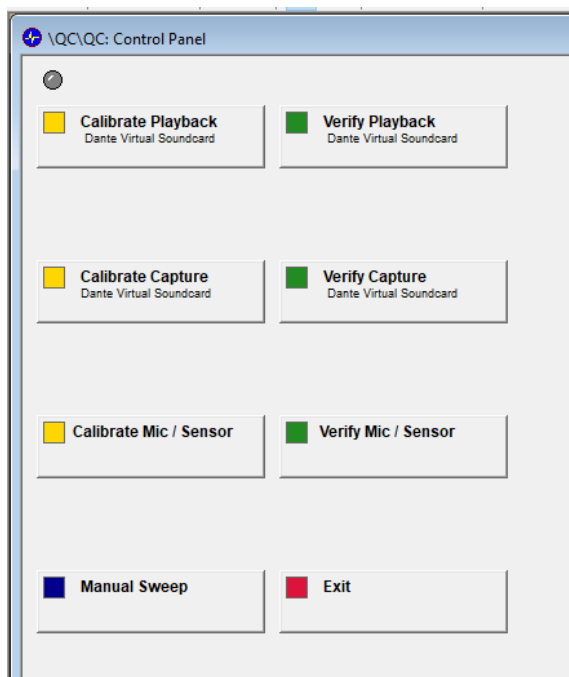 \QC\QC: Control Panel
Calibrate Playback
Dante Virtual Soundcard
Verify Playback
Dante Virtual Soundcard
Calibrate Capture
Dante Virtual Soundcard
Verify Capture
Dante Virtual Soundcard
Calibrate Mic / Sensor
Verify Mic / Sensor
Manual Sweep
Exit